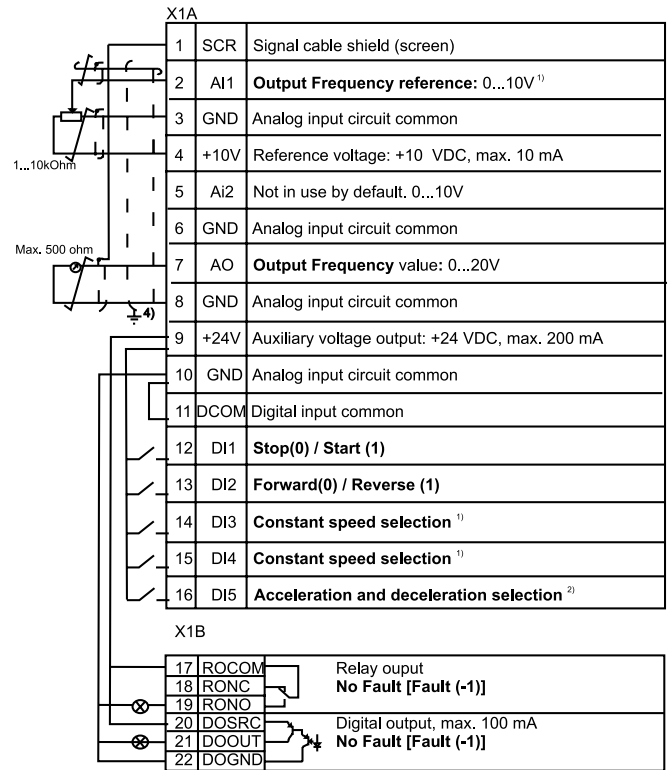 X1A
1 SCR Signal cable shield (screen)
2 AI1 Output Frequency reference: 0...10V 1)
3 GND Analog input circuit common
4 +10V Reference voltage: +10 VDC, max. 10 mA
1...10kOhm
5 Ai2 Not in use by default. 0...10V
6 GND Analog input circuit common
Max. 500 ohm
7 AO Output Frequency value: 0...20V
8 GND Analog input circuit common
4)
9 +24V Auxiliary voltage output: +24 VDC, max. 200 mA
10 GND Analog input circuit common
11 DCOM Digital input common
12 DI1 Stop(0) / Start (1)
13 DI2 Forward(0) / Reverse (1)
14 DI3 Constant speed selection 1)
15 DI4 Constant speed selection 1)
16 DI5 Acceleration and deceleration selection 2)
X1B
17 ROCOM Relay ouput
18 RONC No Fault [Fault (-1)]
19 RONO
20 DOSRC Digital output, max. 100 mA
21 DOOUT No Fault [Fault (-1)]
22 DOGND